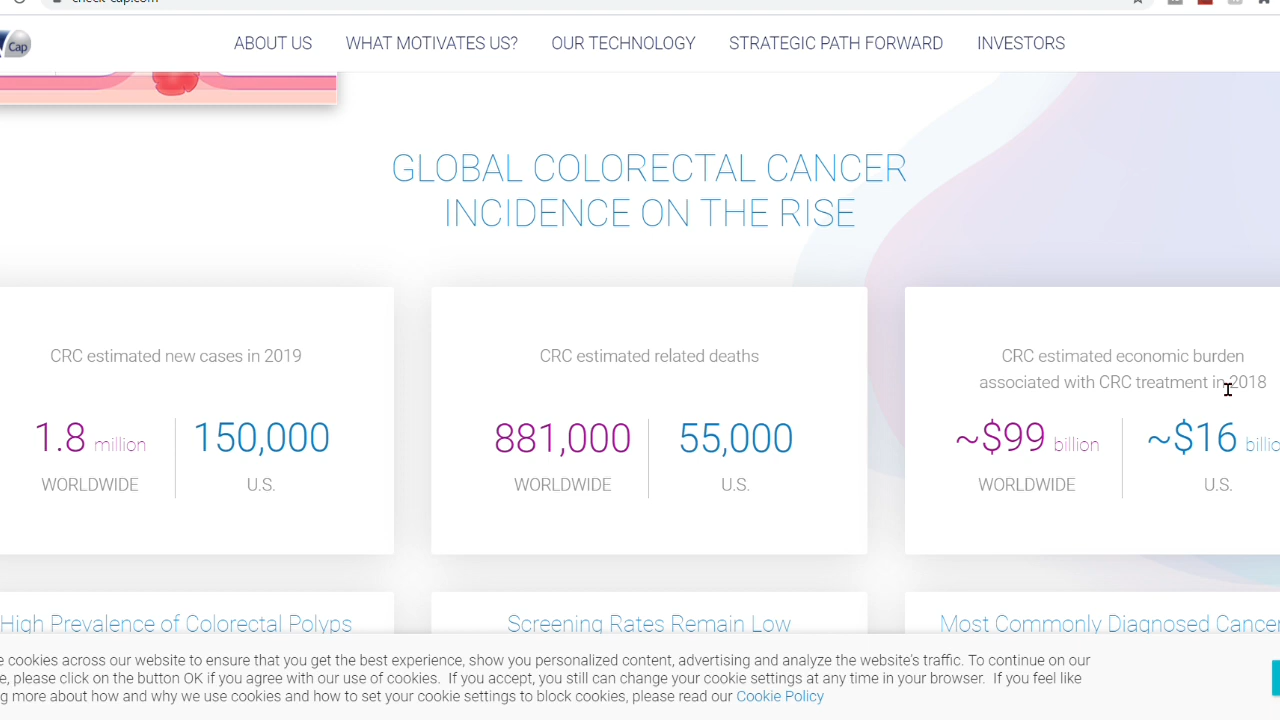 check-cap.com
Cap
ABOUT US WHAT MOTIVATES US? OUR TECHNOLOGY STRATEGIC PATH FORWARD INVESTORS
GLOBAL COLORECTAL CANCER
INCIDENCE ON THE RISE
CRC estimated new cases in 2019
1.8 million 150,000
WORLDWIDE U.S.
CRC estimated related deaths
881,000 55,000
WORLDWIDE U.S.
CRC estimated economic burden
associated with CRC treatment in 2018
~$99 billion ~$16
WORLDWIDE U.S.
High Prevalence of Colorectal Polyps
Screening Rates Remain Low
Most Commonly Diagnosed Cancer
cookies across our website to ensure that you get the best experience, show you personalized content, advertising and analyze the website's traffic. To continue on our
please click on the button OK if you agree with our use of cookies. If you accept, you still can change your cookie settings at any time in your browser. If you feel like
more about how and why we use cookies and how to set your cookie settings to block cookies, please read our Cookie Policy